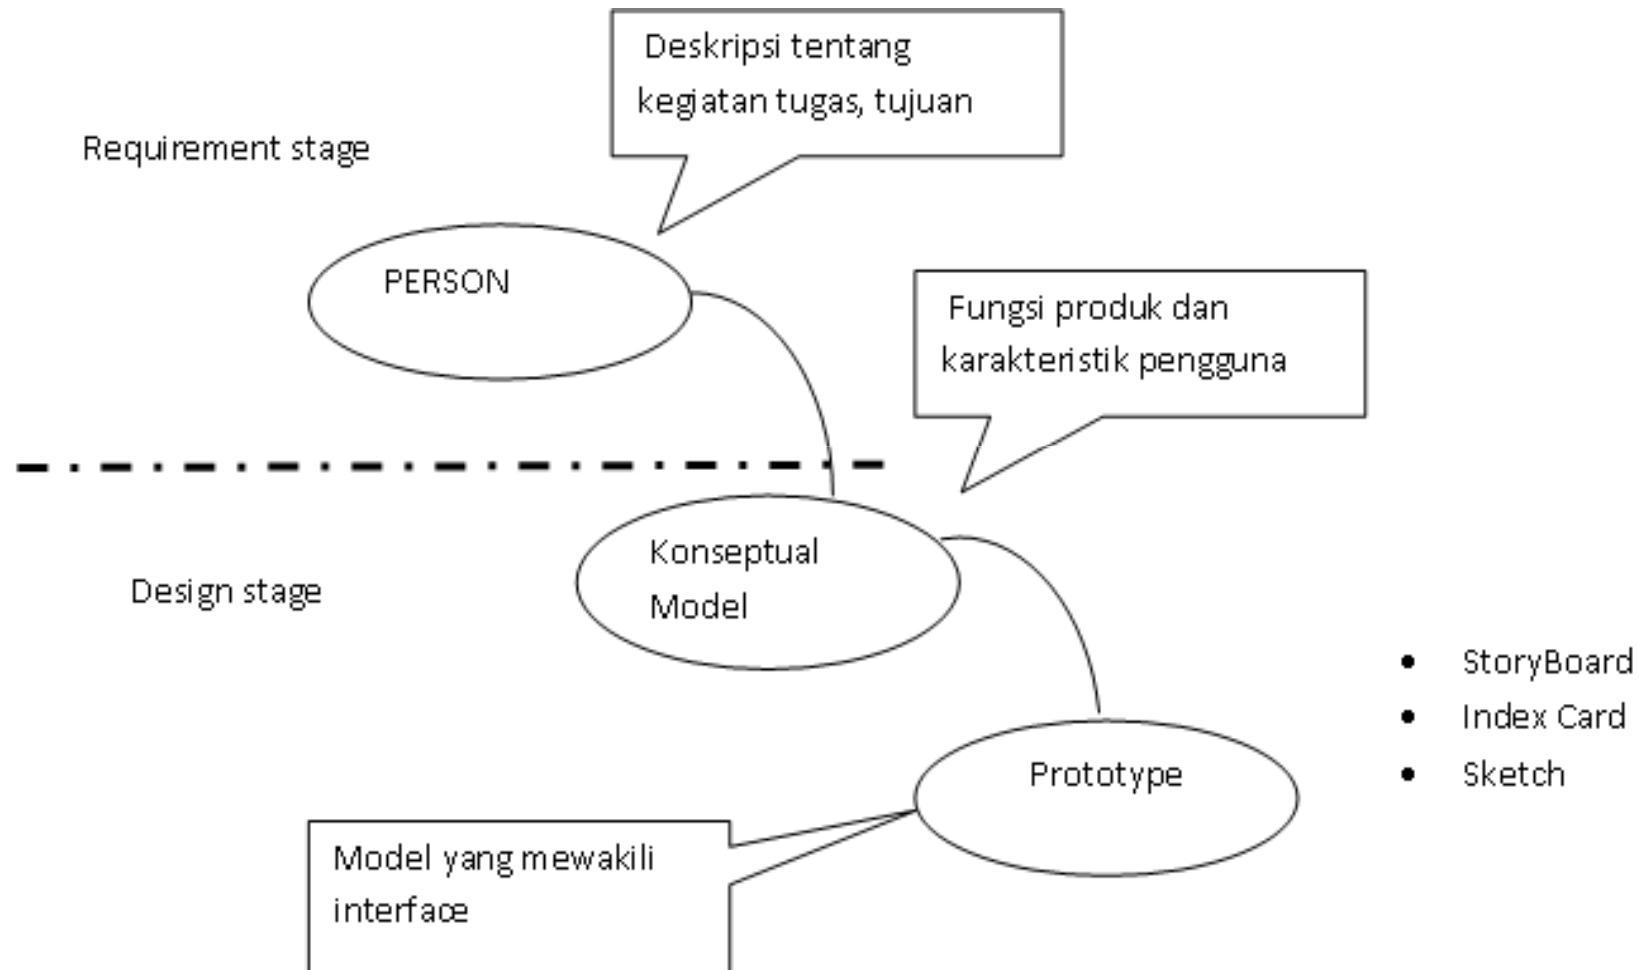 Deskripsi tentang
kegiatan tugas, tujuan
Requirement stage
PERSON
Fungsi produk dan
karakteristik pengguna
Konseptual
Model
Design stage
• StoryBoard
• Index Card
• Sketch
Prototype
Model yang mewakili
interface